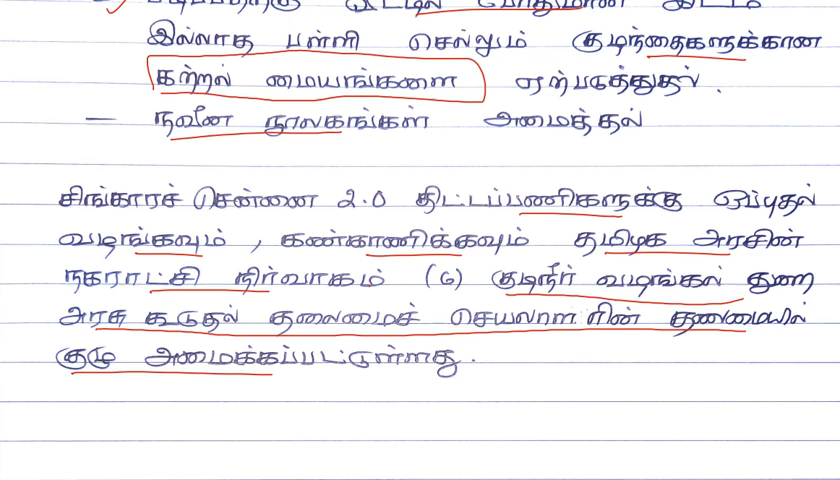 வீட்டில் போதுமான இடம்
இல்லாத பள்ளி செல்லும் குழந்தைகளுக்கான
கற்றல் மையங்களை ஏற்படுத்துதல்.
— நவீன நூலகங்கள் அமைத்தல்
சிங்காரச் சென்னை 2.0 திட்டப்பணிகளுக்கு ஒப்புதல்
வழங்கவும், கண்காணிக்கவும் தமிழக அரசின்
நகராட்சி நிர்வாகம் (ம) குடிநீர் வழங்கல் துறை
அரசு கூடுதல் தலைமைச் செயலாளரின் தலைமையில்
குழு அமைக்கப்பட்டுள்ளது.